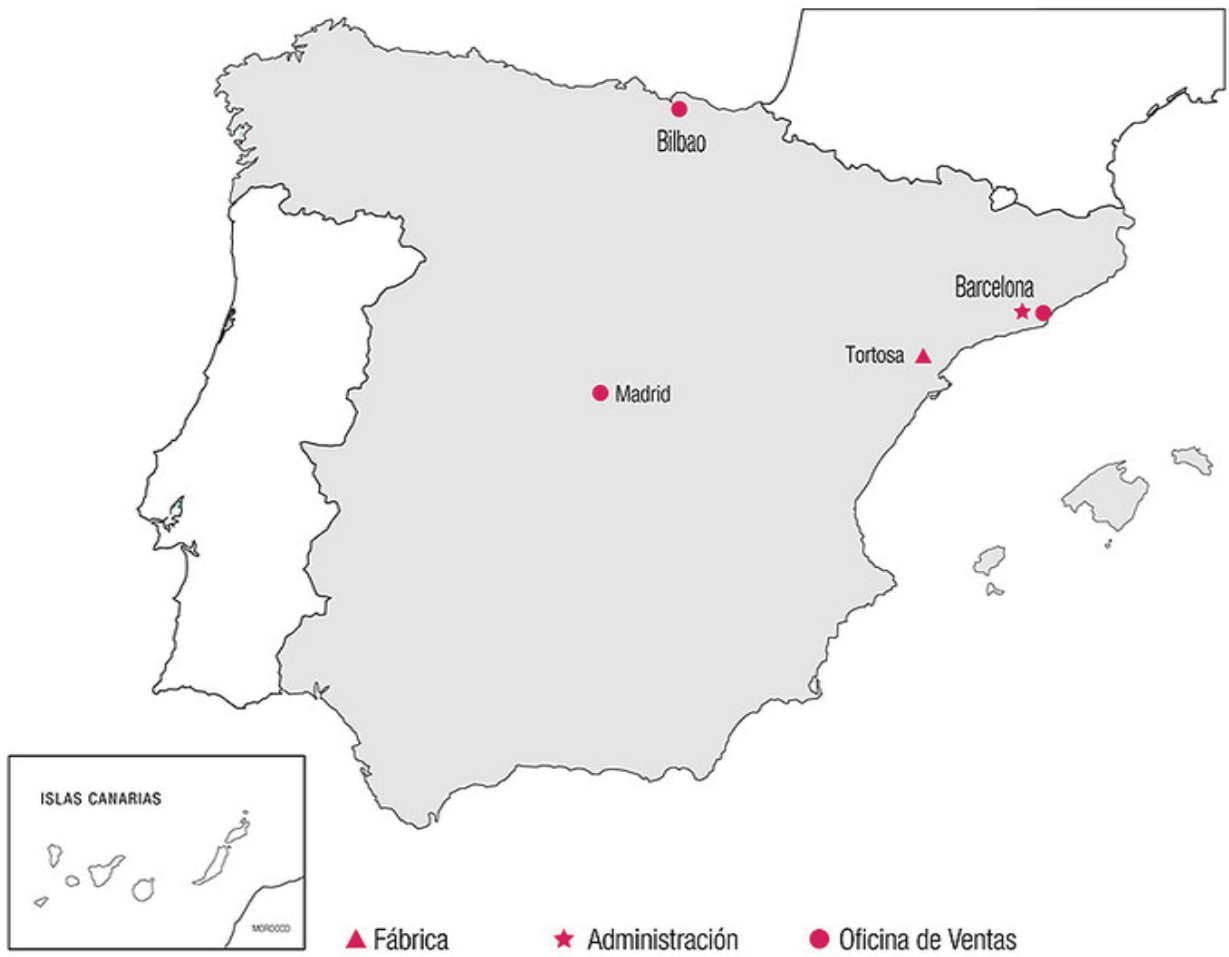 Bilbao
Barcelona
Tortosa
Madrid
ISLAS CANARIAS
MOROCCO
Fábrica
Administración
Oficina de Ventas